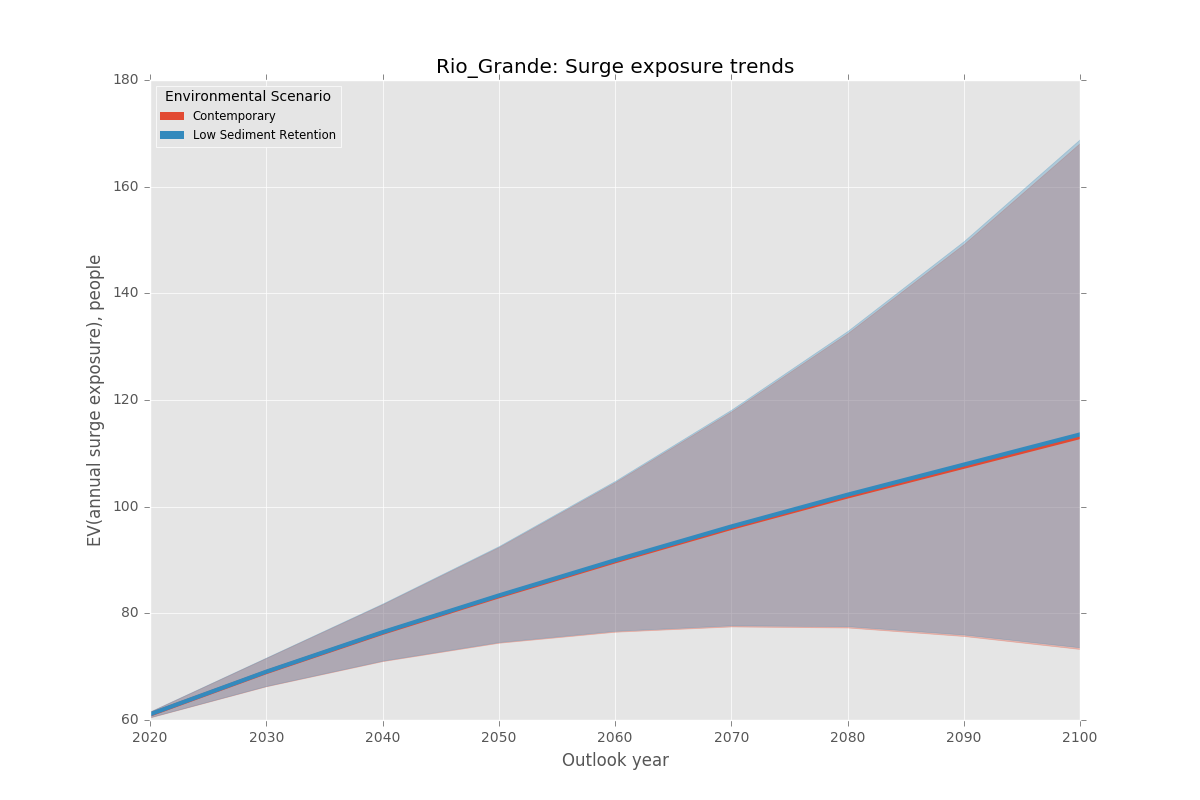 Rio_Grande: Surge exposure trends
180
Environmental Scenario
Contemporary
Low Sediment Retention
160
140
120
100
80
60
EV(annual surge exposure), people
2020 2030 2040 2050 2060 2070 2080 2090 2100
Outlook year